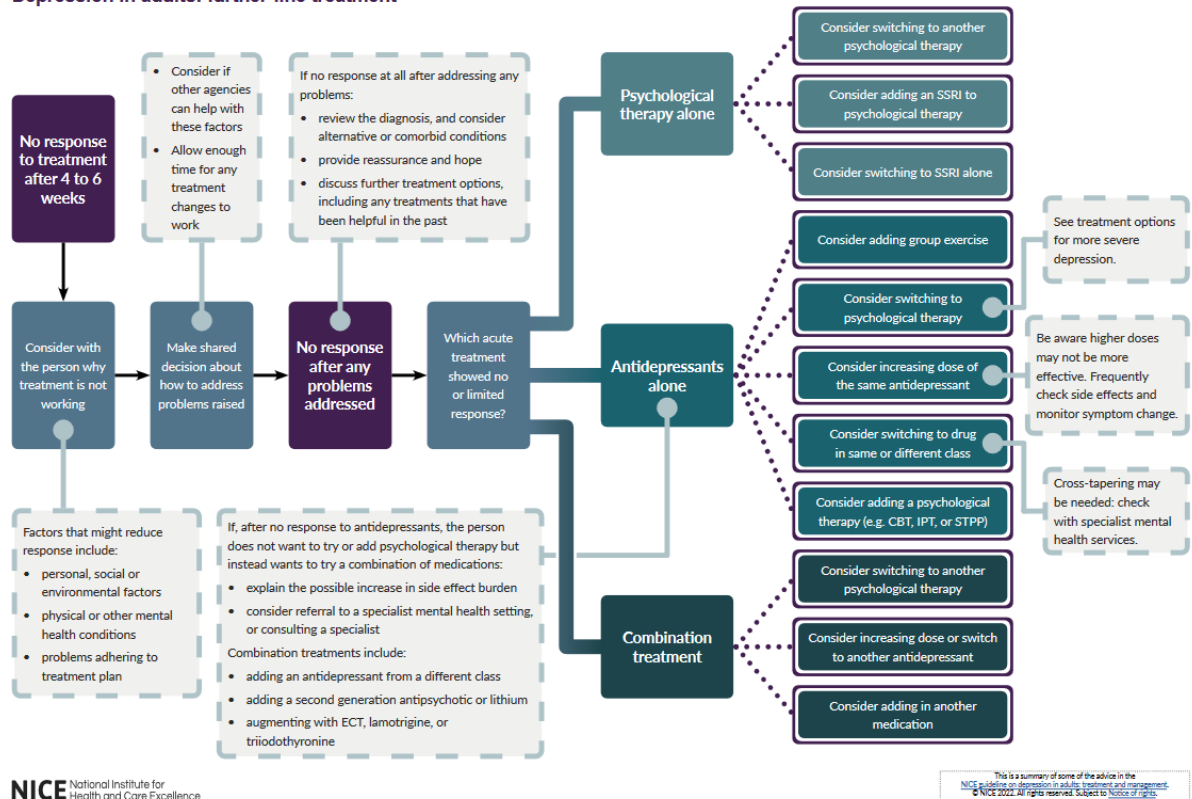 Depression in adults: further-line treatment
No response
to treatment
after 4 to 6
weeks
• Consider if
other agencies
can help with
these factors
• Allow enough
time for any
treatment
changes to
work
If no response at all after addressing any
problems:
• review the diagnosis, and consider
alternative or comorbid conditions
• provide reassurance and hope
• discuss further treatment options,
including any treatments that have
been helpful in the past
Consider with
the person why
treatment is not
working
Make shared
decision about
how to address
problems raised
No response
after any
problems
addressed
Which acute
treatment
showed no
or limited
response?
Factors that might reduce
response include:
• personal, social or
environmental factors
• physical or other mental
health conditions
• problems adhering to
treatment plan
If, after no response to antidepressants, the person
does not want to try or add psychological therapy but
instead wants to try a combination of medications:
• explain the possible increase in side effect burden
• consider referral to a specialist mental health setting,
or consulting a specialist
Combination treatments include:
• adding an antidepressant from a different class
• adding a second generation antipsychotic or lithium
• augmenting with ECT, lamotrigine, or
triiodothyronine
Psychological
therapy alone
Consider switching to another
psychological therapy
Consider adding an SSRI to
psychological therapy
Consider switching to SSRI alone
Antidepressants
alone
Consider adding group exercise
Consider switching to
psychological therapy
See treatment options
for more severe
depression.
Consider increasing dose of
the same antidepressant
Be aware higher doses
may not be more
effective. Frequently
check side effects and
monitor symptom change.
Consider switching to drug
in same or different class
Cross-tapering may
be needed: check
with specialist mental
health services.
Consider adding a psychological
therapy (e.g. CBT, IPT, or STPP)
Combination
treatment
Consider switching to another
psychological therapy
Consider increasing dose or switch
to another antidepressant
Consider adding in another
medication
NICE National Institute for
Health and Care Excellence
This is a summary of some of the advice in the
NICE guideline on depression in adults: treatment and management.
© NICE 2022. All rights reserved. Subject to Notice of rights.